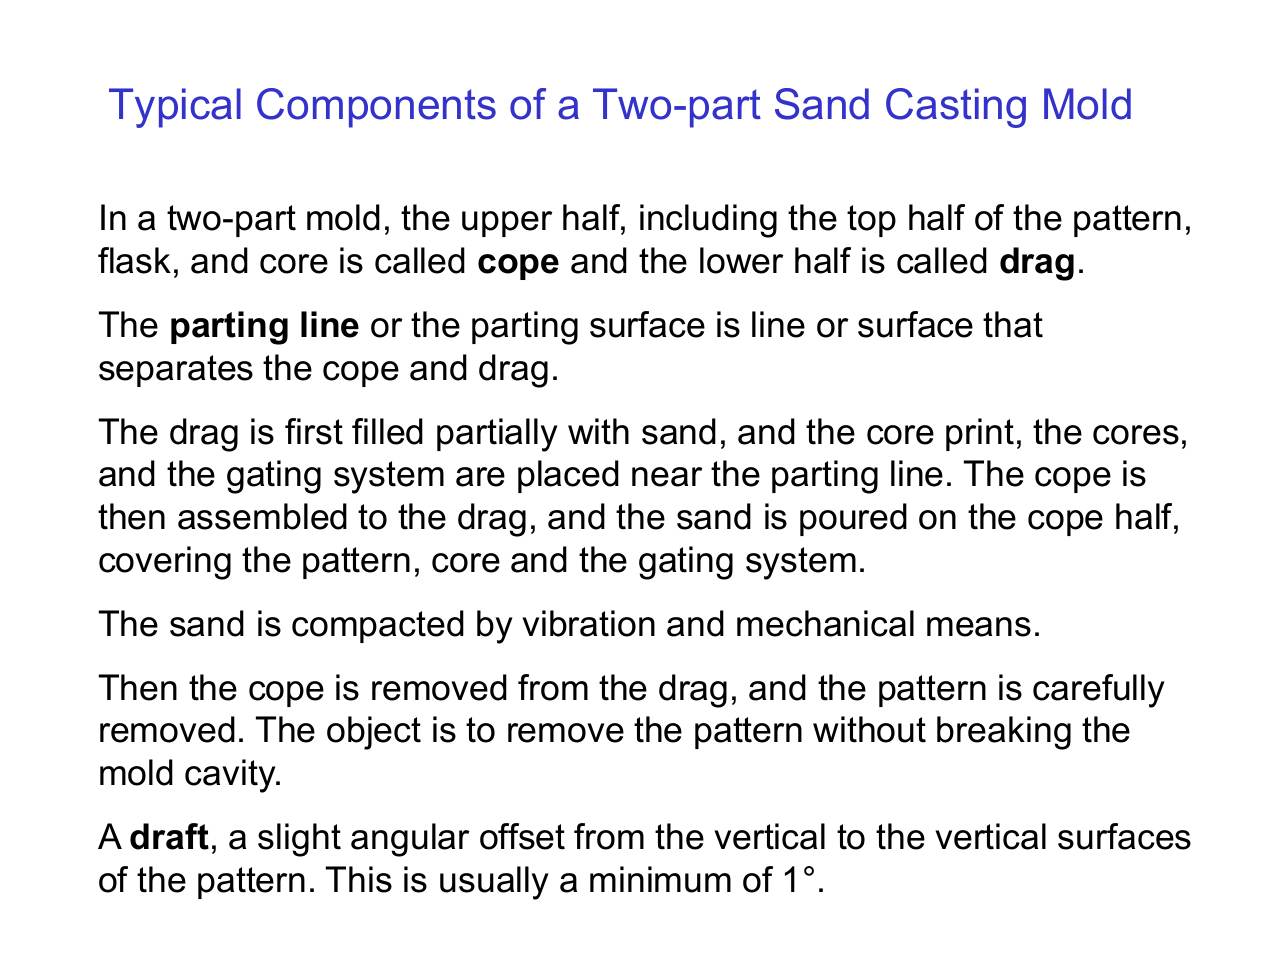 Typical Components of a Two-part Sand Casting Mold
In a two-part mold, the upper half, including the top half of the pattern,
flask, and core is called cope and the lower half is called drag.
The parting line or the parting surface is line or surface that
separates the cope and drag.
The drag is first filled partially with sand, and the core print, the cores,
and the gating system are placed near the parting line. The cope is
then assembled to the drag, and the sand is poured on the cope half,
covering the pattern, core and the gating system.
The sand is compacted by vibration and mechanical means.
Then the cope is removed from the drag, and the pattern is carefully
removed. The object is to remove the pattern without breaking the
mold cavity.
A draft, a slight angular offset from the vertical to the vertical surfaces
of the pattern. This is usually a minimum of 1°.